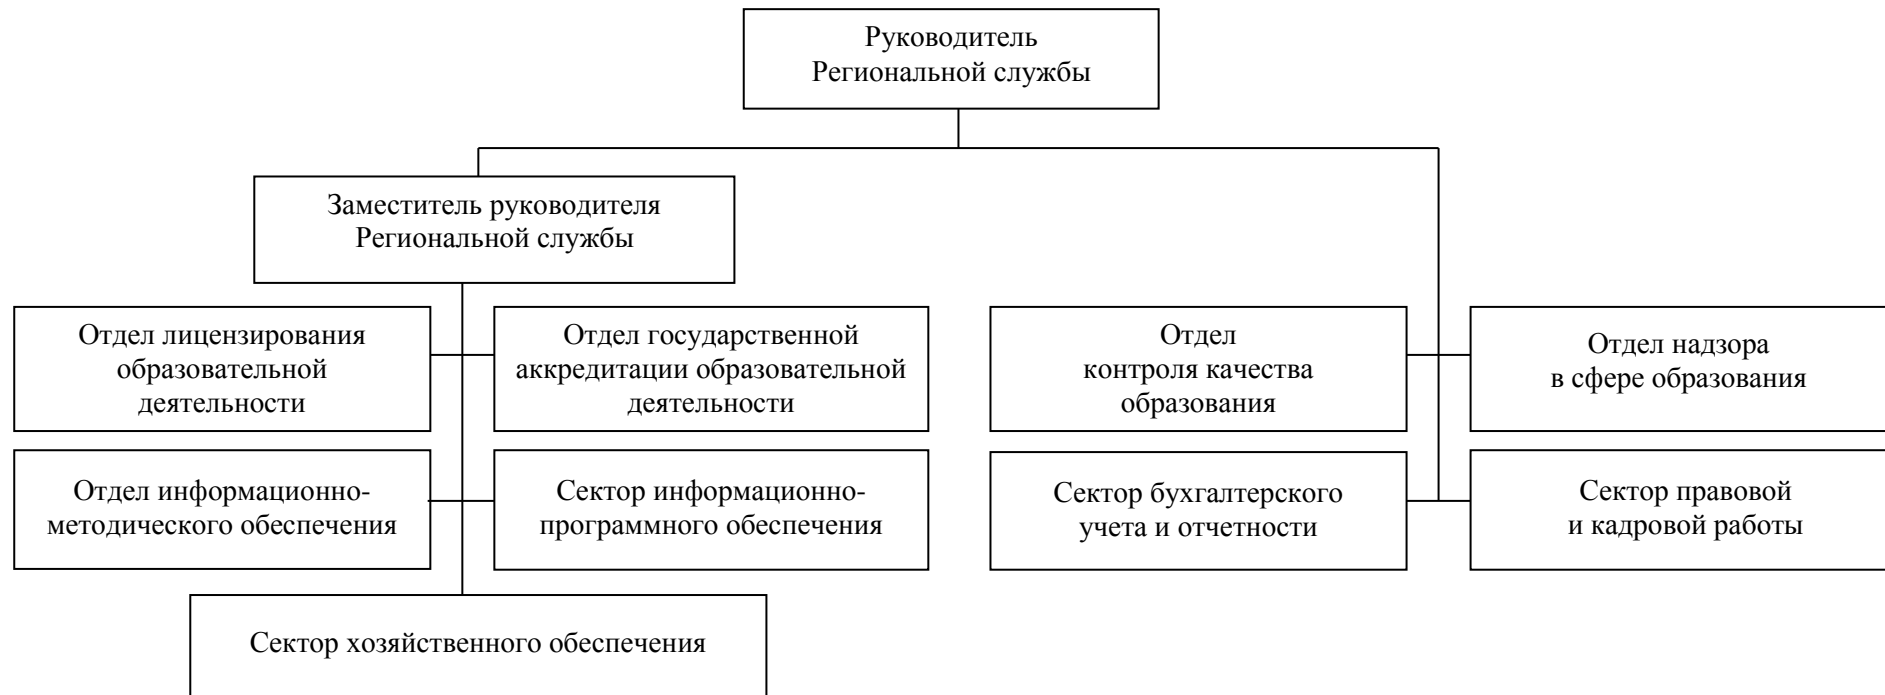 Руководитель
Региональной службы
Заместитель руководителя
Региональной службы
Отдел лицензирования
образовательной
деятельности
Отдел государственной
аккредитации образовательной
деятельности
Отдел
контроля качества
образования
Отдел надзора
в сфере образования
Отдел информационно-
методического обеспечения
Сектор информационно-
программного обеспечения
Сектор бухгалтерского
учета и отчетности
Сектор правовой
и кадровой работы
Сектор хозяйственного обеспечения